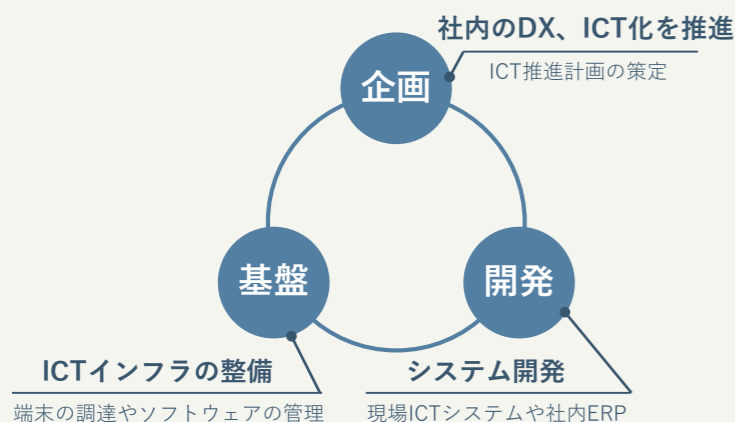 社内のDX、ICT化を推進
ICT推進計画の策定
企画
基盤
開発
ICTインフラの整備
端末の調達やソフトウェアの管理
システム開発
現場ICTシステムや社内ERP